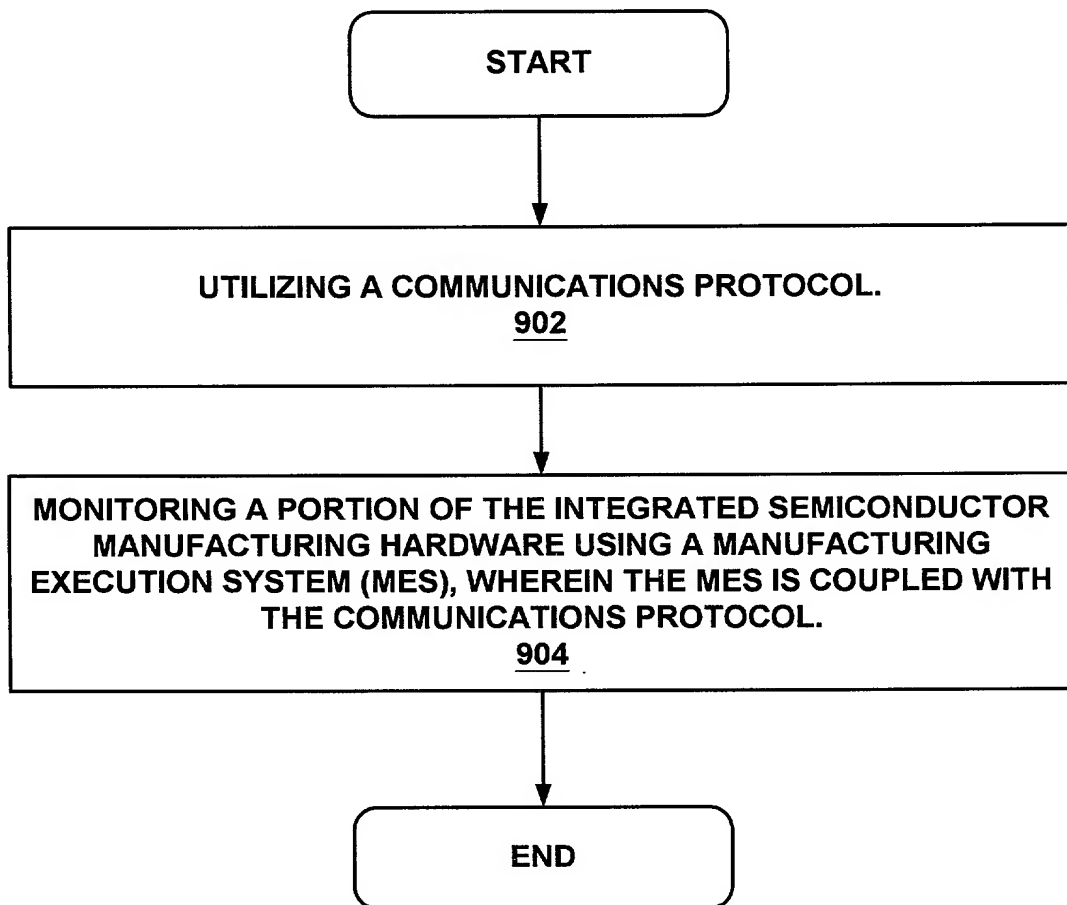 START
UTILIZING A COMMUNICATIONS PROTOCOL.
902
MONITORING A PORTION OF THE INTEGRATED SEMICONDUCTOR
MANUFACTURING HARDWARE USING A MANUFACTURING
EXECUTION SYSTEM (MES), WHEREIN THE MES IS COUPLED WITH
THE COMMUNICATIONS PROTOCOL.
904
END